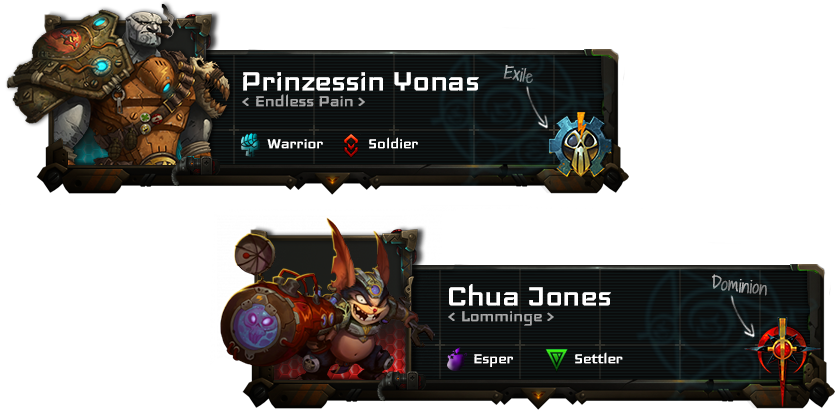 Prinzessin Yonas
Exile
< Endless Pain >
Warrior Soldier
Chua Jones
Dominion
< Lomminge >
Esper Settler